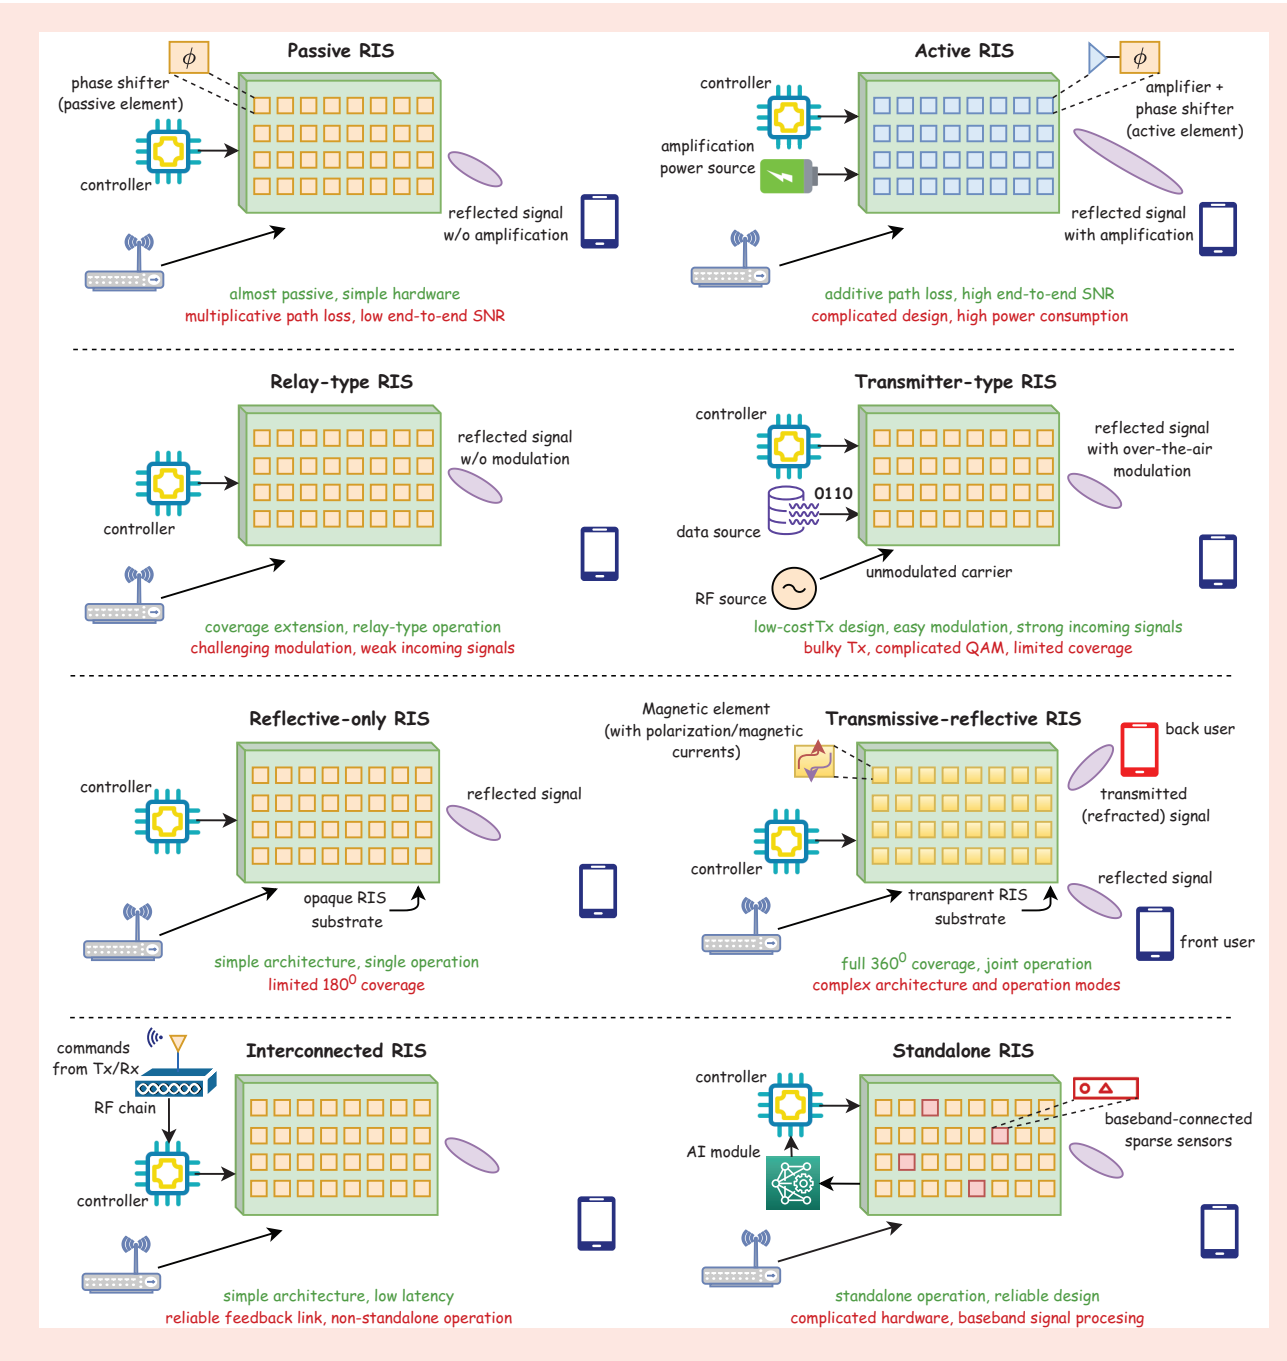 Passive RIS
ϕ
phase shifter
(passive element)
controller
reflected signal
w/o amplification
almost passive, simple hardware
multiplicative path loss, low end-to-end SNR
Active RIS
ϕ
controller
amplifier +
phase shifter
(active element)
amplification
power source
reflected signal
with amplification
additive path loss, high end-to-end SNR
complicated design, high power consumption
Relay-type RIS
reflected signal
w/o modulation
controller
coverage extension, relay-type operation
challenging modulation, weak incoming signals
Transmitter-type RIS
controller
reflected signal
with over-the-air
modulation
0110
data source
unmodulated carrier
RF source
low-costTx design, easy modulation, strong incoming signals
bulky Tx, complicated QAM, limited coverage
Reflective-only RIS
controller
reflected signal
opaque RIS
substrate
simple architecture, single operation
limited 180⁰ coverage
Magnetic element
(with polarization/magnetic
currents)
Transmissive-reflective RIS
back user
transmitted
(refracted) signal
controller
reflected signal
transparent RIS
substrate
front user
full 360⁰ coverage, joint operation
complex architecture and operation modes
Interconnected RIS
commands
from Tx/Rx
RF chain
controller
simple architecture, low latency
reliable feedback link, non-standalone operation
Standalone RIS
controller
baseband-connected
sparse sensors
AI module
standalone operation, reliable design
complicated hardware, baseband signal procesing